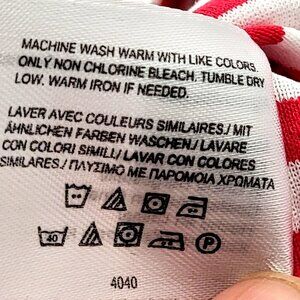 MACHINE WASH WARM WITH LIKE COLORS.
ONLY NON CHLORINE BLEACH. TUMBLE DRY
LOW. WARM IRON IF NEEDED.
LAVER AVEC COULEURS SIMILAIRES./ MIT
ÄHNLICHEN FARBEN WASCHEN./ LAVARE
CON COLORI SIMILI./ LAVAR CON COLORES
SIMILARES./ ΠΛΥΣΙΜΟ ΜΕ ΠΑΡΟΜΟΙΑ ΧΡΩΜΑΤΑ
40 P
4040